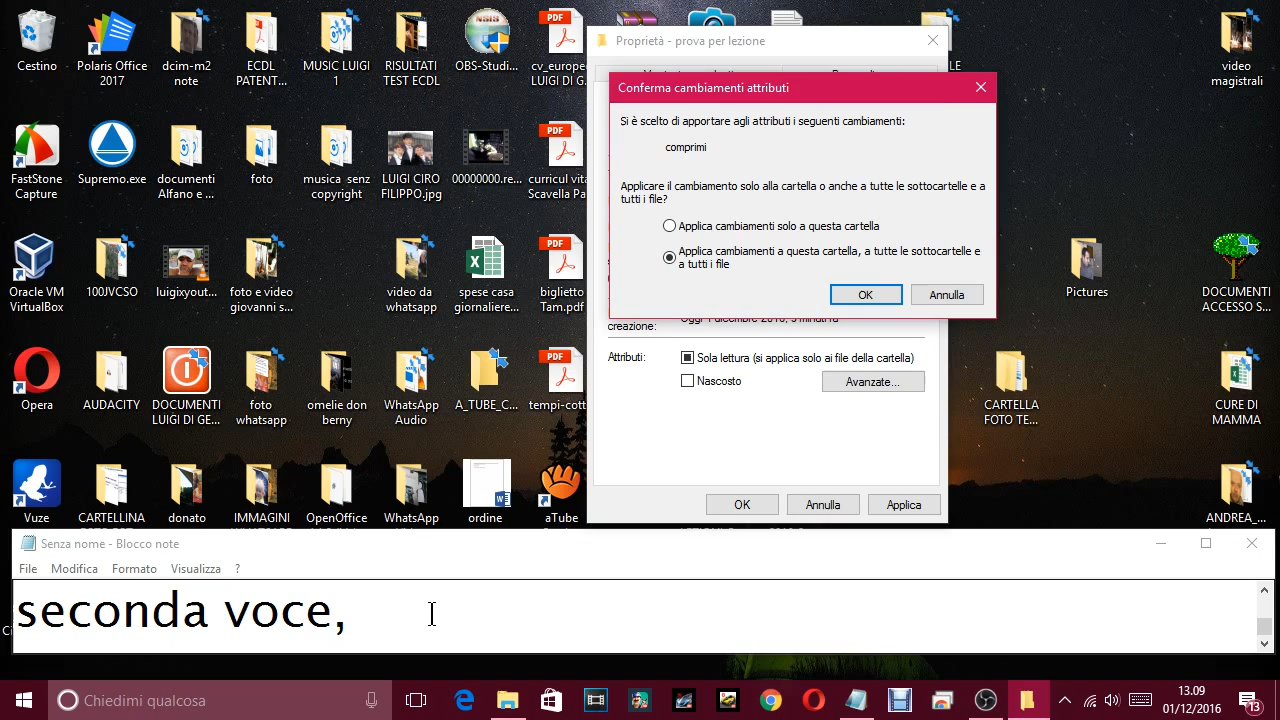 Cestino
Polaris Office
2017
dcim-m2
note
ECDL
PATENT...
MUSIC LUIGI
1
RISULTATI
TEST ECDL
NSIS
OBS-Studi...
PDF
cv_europe
LUIGI DI G...
video
magistrali
FastStone
Capture
Supremo.exe
documenti
Alfano e ...
foto
musica senz
copyright
LUIGI CIRO
FILIPPO.jpg
00000000.re...
PDF
curricul vita
Scavella Pa...
Oracle VM
VirtualBox
100JVCSO
luigixyout...
foto e video
giovanni s...
video da
whatsapp
spese casa
giornaliere...
PDF
biglietto
Tam.pdf
Pictures
DOCUMENTI
ACCESSO S...
Opera
AUDACITY
DOCUMENTI
LUIGI DI GE...
foto
whatsapp
omelie don
berny
WhatsApp
Audio
A_TUBE_C...
PDF
tempi-cott
CARTELLA
FOTO TE...
CURE DI
MAMMA
Vuze
CARTELLINA
donato
IMMAGINI
OpenOffice
WhatsApp
ordine
aTube
ANDREA_...
Proprietà - prova per lezione
Conferma cambiamenti attributi
Si è scelto di apportare agli attributi i seguenti cambiamenti:
comprimi
Applicare il cambiamento solo alla cartella o anche a tutte le sottocartelle e a
tutti i file?
Applica cambiamenti solo a questa cartella
Applica cambiamenti a questa cartella, a tutte le sottocartelle e
a tutti i file
OK
Annulla
creazione:
Attributi:
Sola lettura (si applica solo ai file della cartella)
Nascosto
Avanzate...
OK
Annulla
Applica
Senza nome - Blocco note
File
Modifica
Formato
Visualizza
?
seconda voce,
Chiedimi qualcosa
13.09
01/12/2016
13